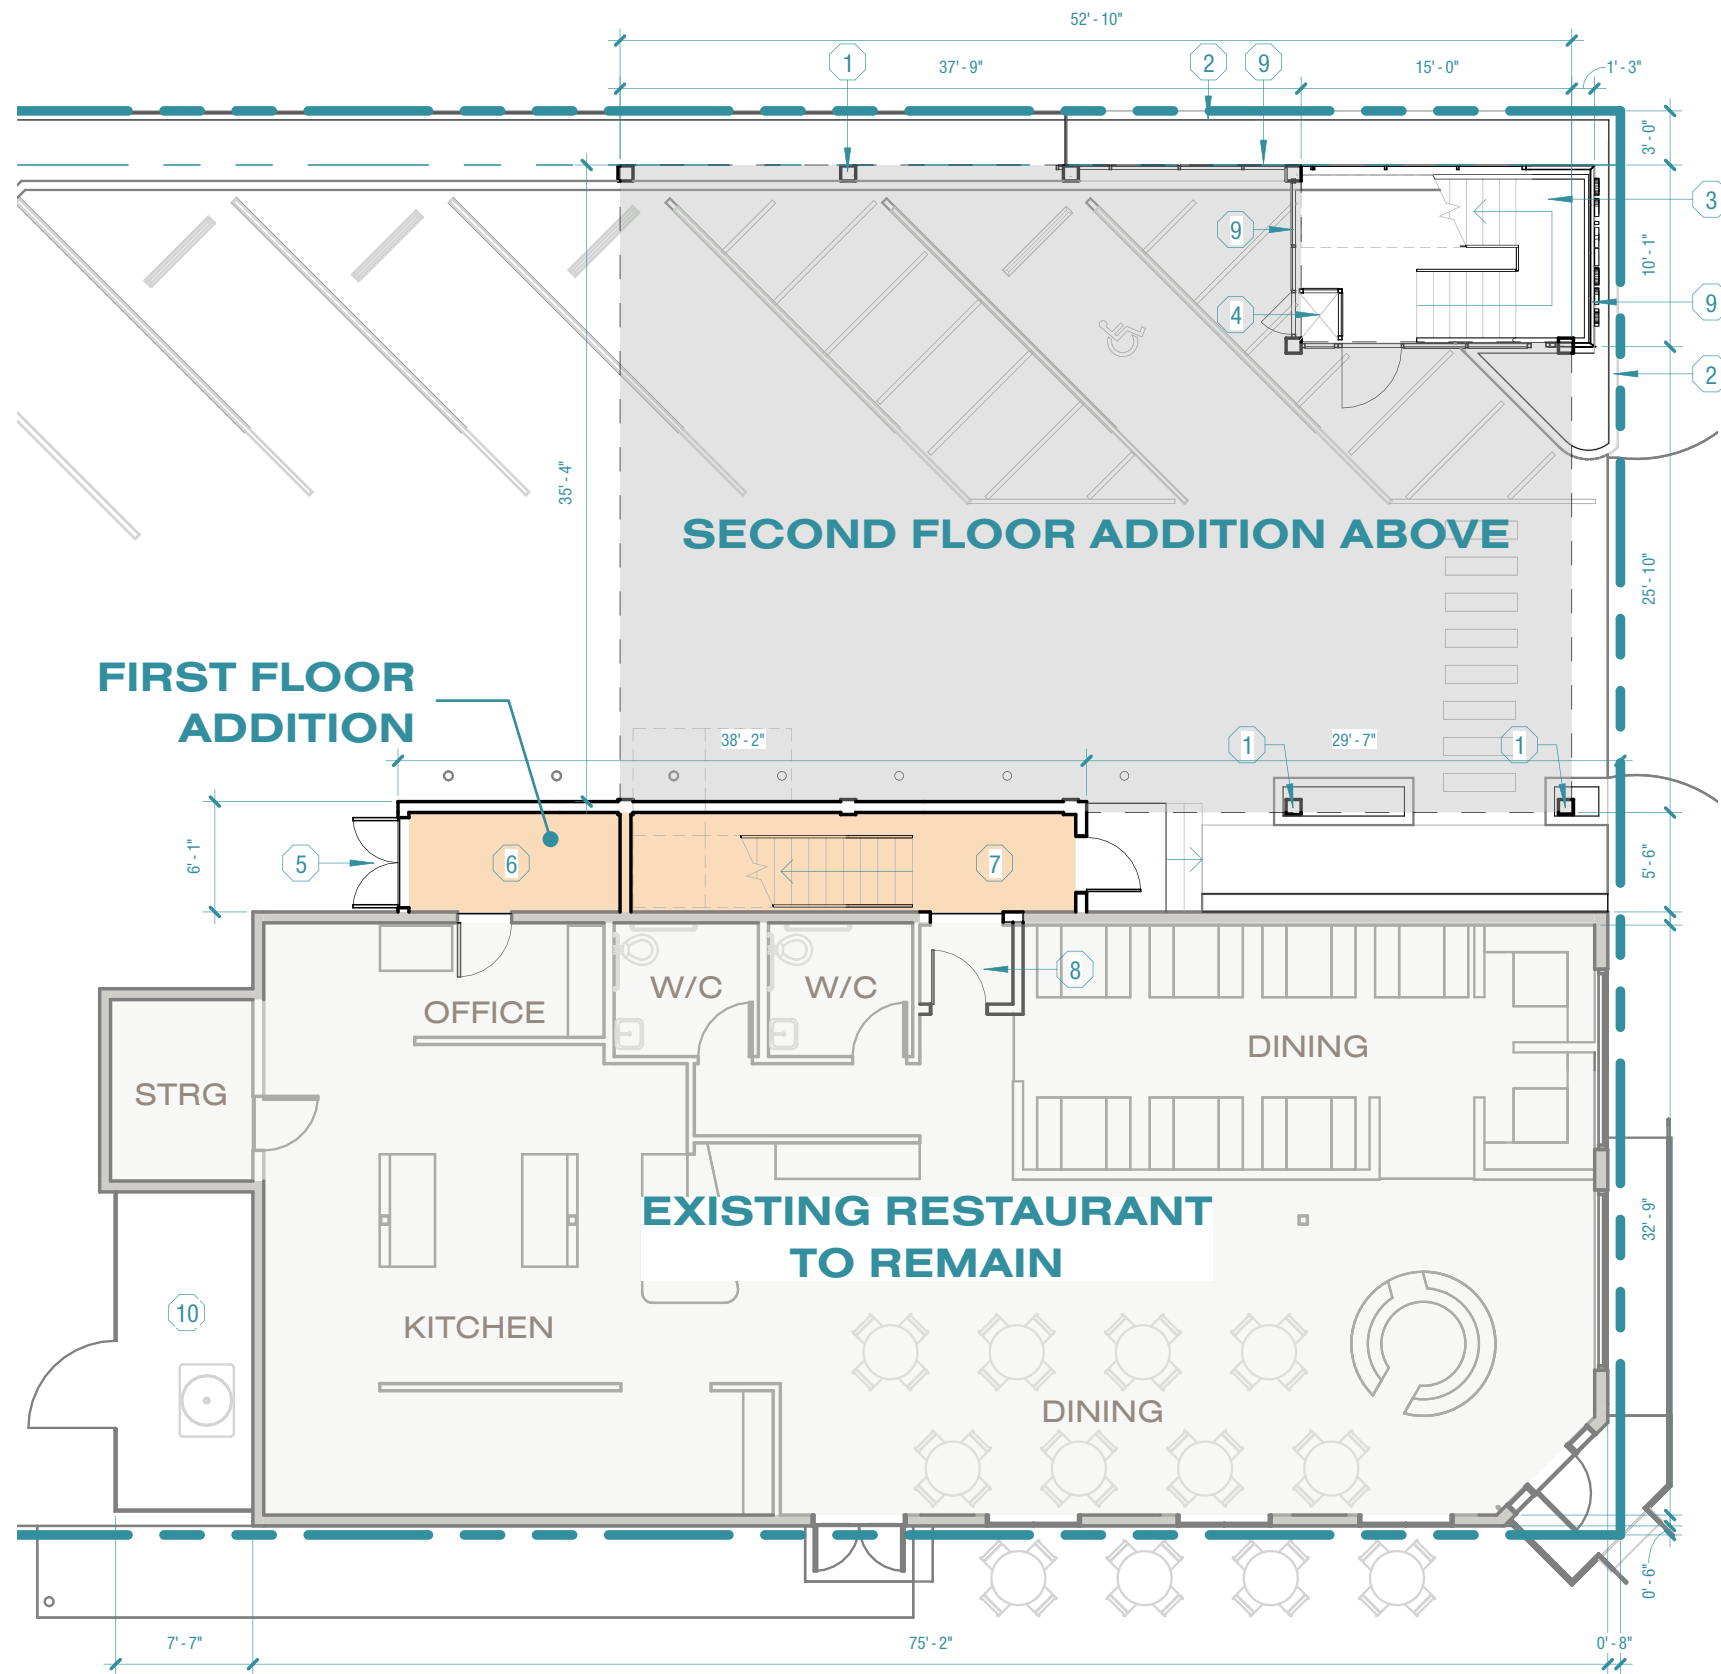 52' - 10"
1
2
9
37' - 9"
15' - 0"
1' - 3"
3' - 0"
3
9
10' - 1"
9
4
2
35' - 4"
SECOND FLOOR ADDITION ABOVE
25' - 10"
FIRST FLOOR
ADDITION
38' - 2"
1
29' - 7"
1
6' - 1"
5
6
7
5' - 6"
8
W/C
W/C
OFFICE
DINING
STRG
EXISTING RESTAURANT
TO REMAIN
32' - 9"
10
KITCHEN
DINING
0' - 6"
7' - 7"
75' - 2"
0' - 8"